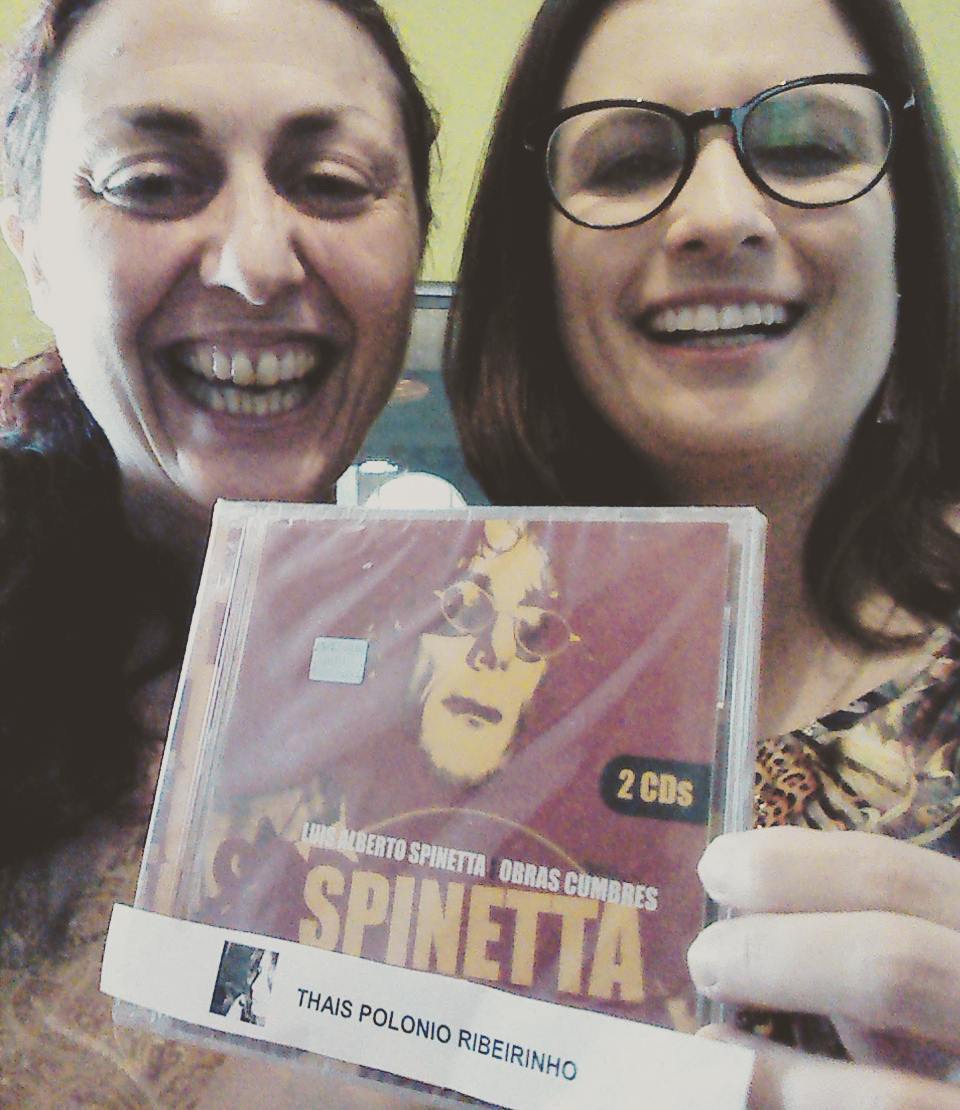 2 CDs
LUIS ALBERTO SPINETTA OBRAS CUMBRES
SPINETTA
THAIS POLONIO RIBEIRINHO